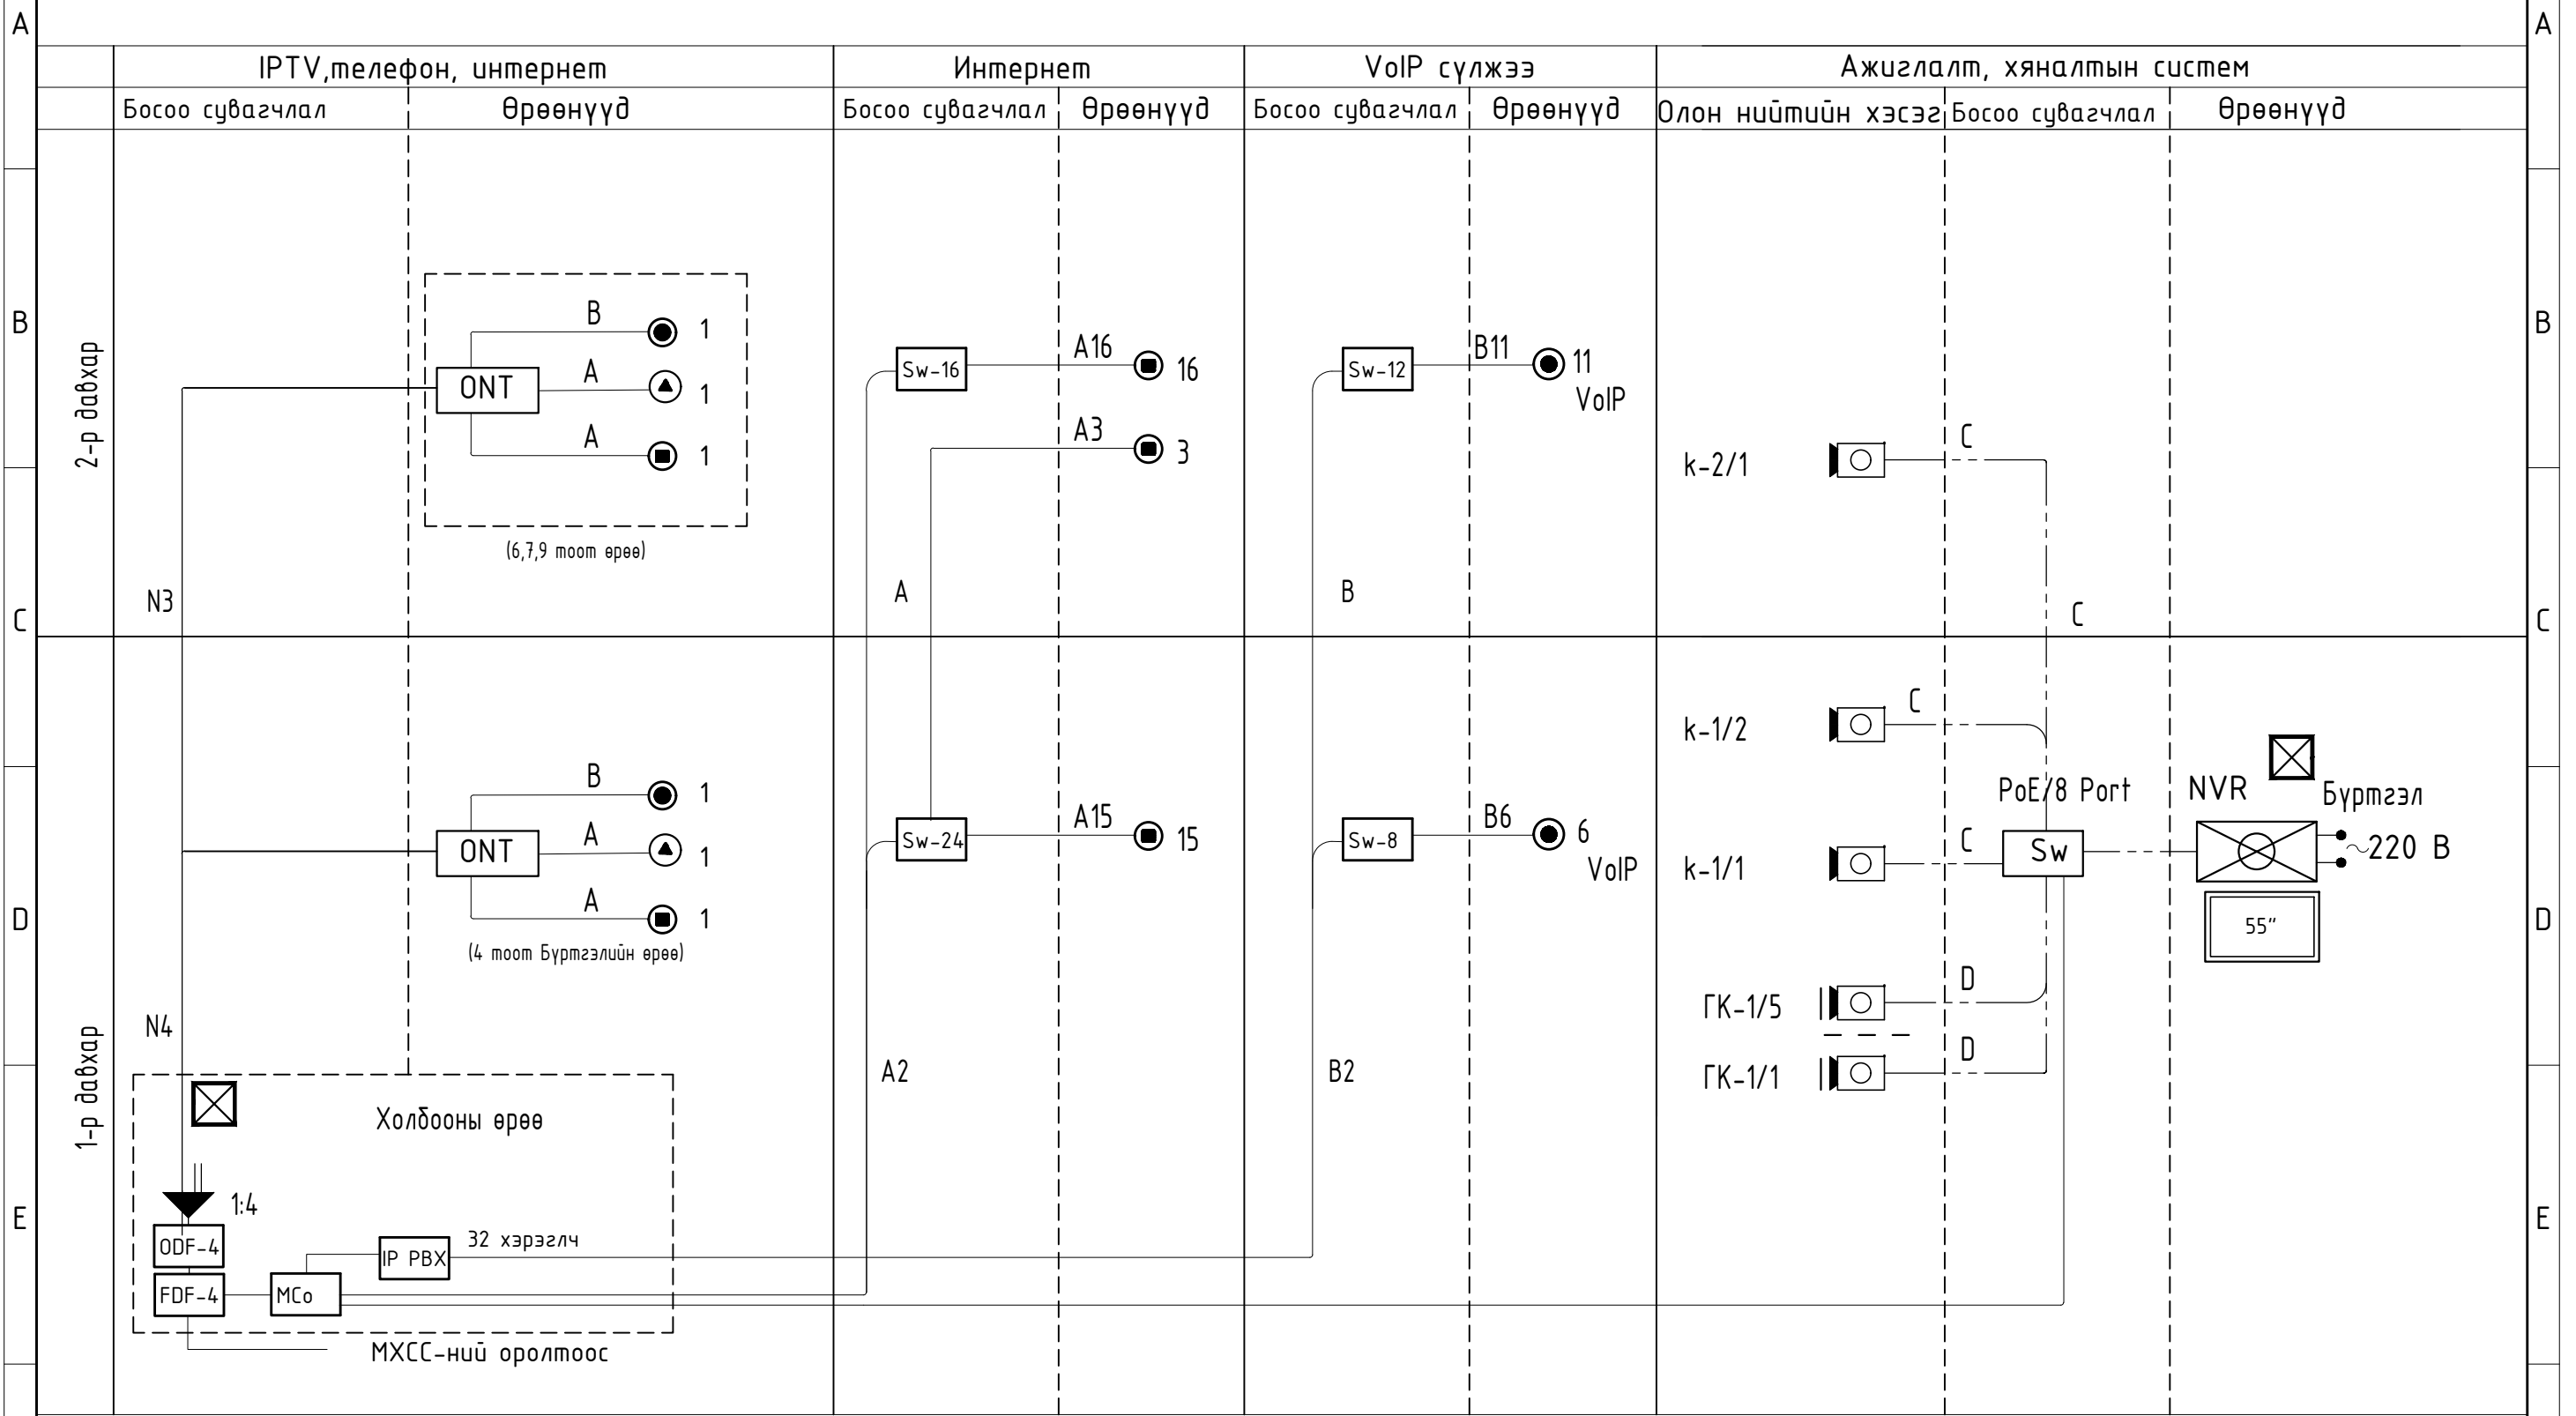 A
A
IPTV,телефон, интернет
Интернет
VoIP сүлжээ
Ажиглалт, хяналтын систем
Босоо сувагчлал
Өрөөнүүд
Босоо сувагчлал
Өрөөнүүд
Босоо сувагчлал
Өрөөнүүд
Олон нийтийн хэсэг
Босоо сувагчлал
Өрөөнүүд
B
B
2-р давхар
B
1
ONT
A
1
A
1
(6,7,9 тоот өрөө)
N3
Sw-16
A16
16
A3
3
A
Sw-12
B11
11
VoIP
B
к-2/1
C
C
C
C
1-р давхар
B
1
ONT
A
1
A
1
(4 тоот Бүртгэлийн өрөө)
N4
Sw-24
A15
15
A2
Sw-8
B6
6
VoIP
B2
к-1/2
C
к-1/1
C
PoE/8 Port
Sw
NVR
Бүртгэл
220 В
55"
ГК-1/5
D
ГК-1/1
D
D
D
Холбооны өрөө
1:4
ODF-4
FDF-4
MCo
IP PBX
32 хэрэглч
МХСС-ний оролтоос
E
E